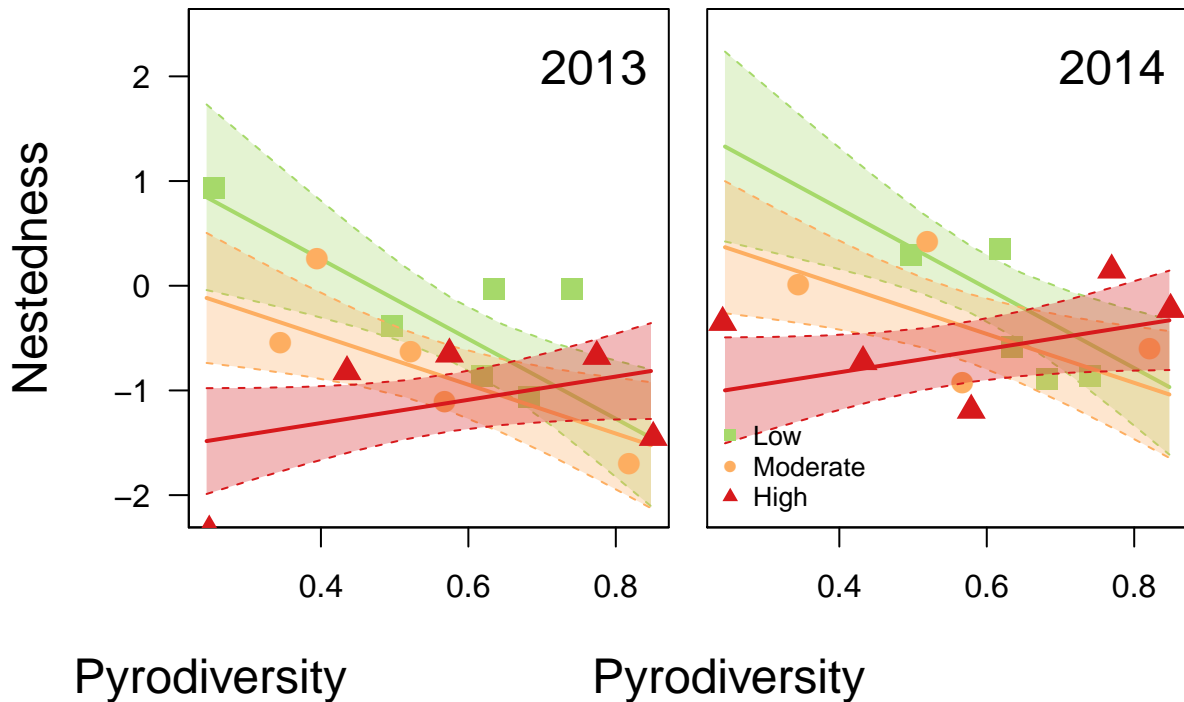 2013
2014
Nestedness
2
1
0
−1
−2
Low
Moderate
High
0.4
0.6
0.8
0.4
0.6
0.8
Pyrodiversity
Pyrodiversity